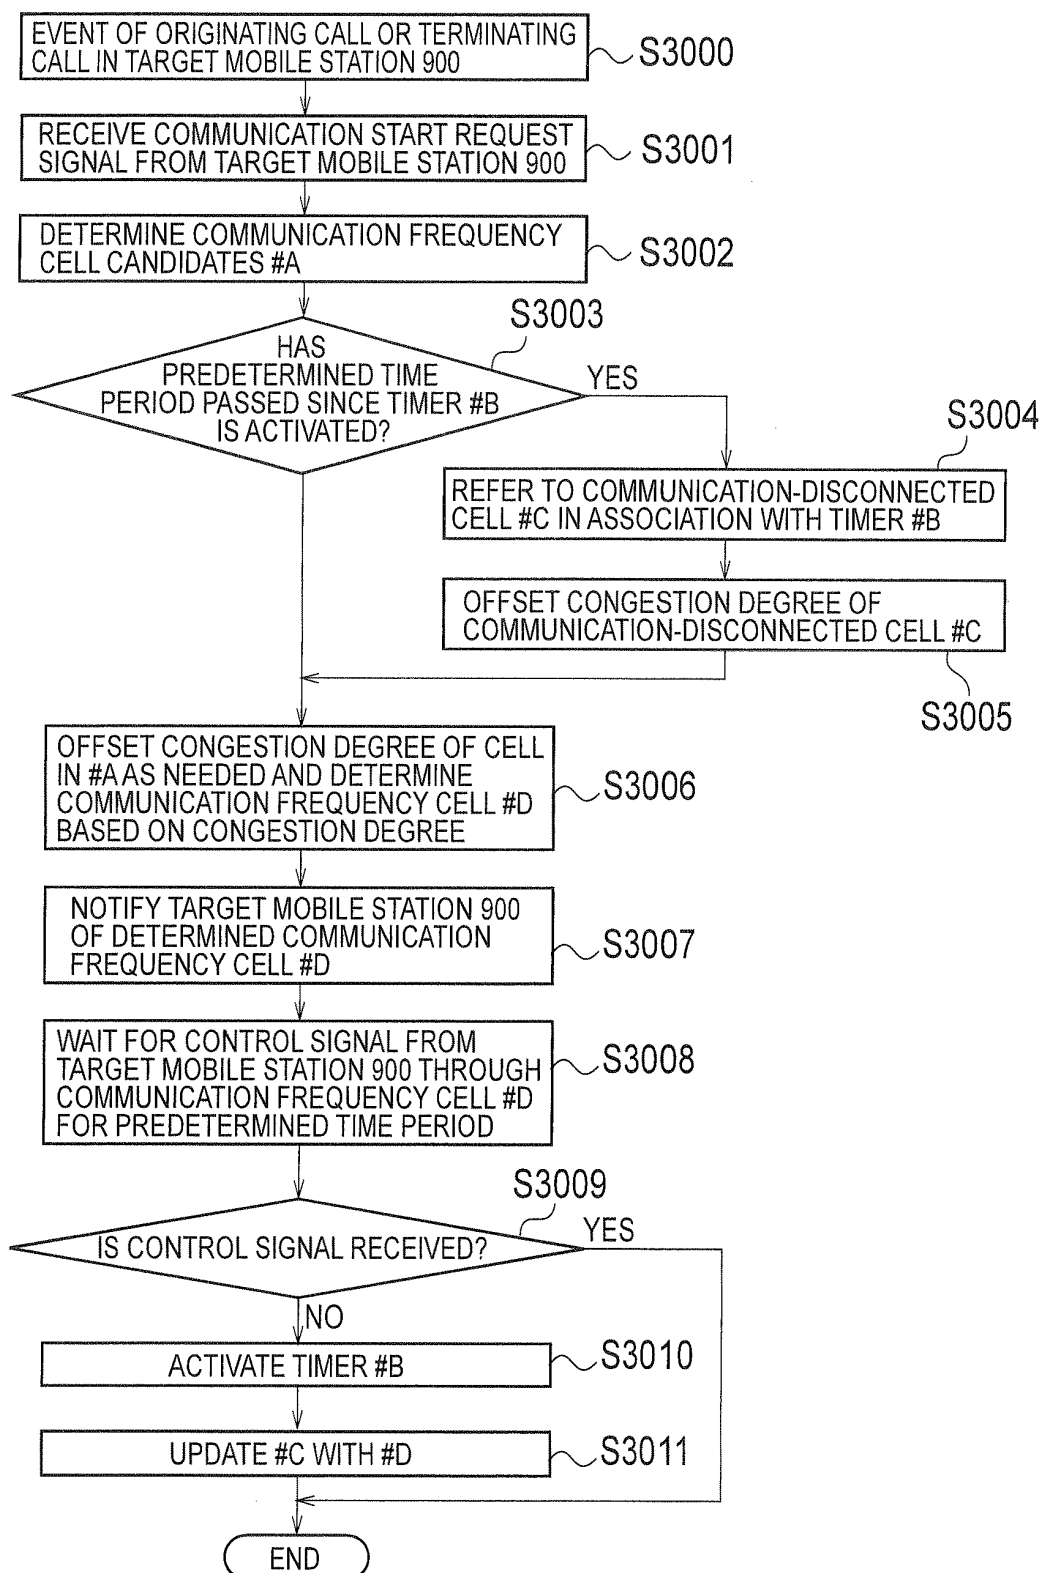 EVENT OF ORIGINATING CALL OR TERMINATING
CALL IN TARGET MOBILE STATION 900
S3000
RECEIVE COMMUNICATION START REQUEST
SIGNAL FROM TARGET MOBILE STATION 900
S3001
DETERMINE COMMUNICATION FREQUENCY
CELL CANDIDATES #A
S3002
S3003
HAS
PREDETERMINED TIME
PERIOD PASSED SINCE TIMER #B
IS ACTIVATED?
YES
S3004
REFER TO COMMUNICATION-DISCONNECTED
CELL #C IN ASSOCIATION WITH TIMER #B
OFFSET CONGESTION DEGREE OF
COMMUNICATION-DISCONNECTED CELL #C
S3005
OFFSET CONGESTION DEGREE OF CELL
IN #A AS NEEDED AND DETERMINE
COMMUNICATION FREQUENCY CELL #D
BASED ON CONGESTION DEGREE
S3006
NOTIFY TARGET MOBILE STATION 900
OF DETERMINED COMMUNICATION
FREQUENCY CELL #D
S3007
WAIT FOR CONTROL SIGNAL FROM
TARGET MOBILE STATION 900 THROUGH
COMMUNICATION FREQUENCY CELL #D
FOR PREDETERMINED TIME PERIOD
S3008
S3009
IS CONTROL SIGNAL RECEIVED?
YES
NO
ACTIVATE TIMER #B
S3010
UPDATE #C WITH #D
S3011
END